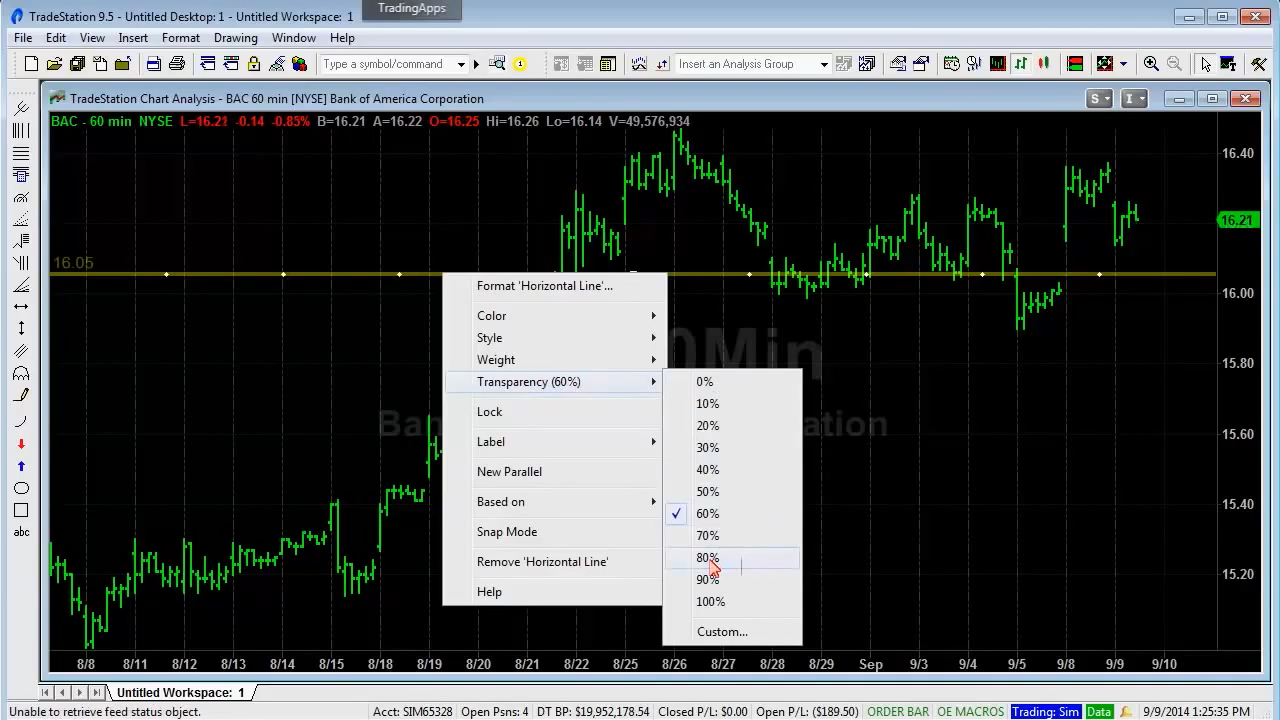 TradingApps
TradeStation 9.5 - Untitled Desktop: 1 - Untitled Workspace: 1
File Edit View Insert Format Drawing Window Help
Type a symbol/command Insert an Analysis Group
TradeStation Chart Analysis - BAC 60 min [NYSE] Bank of America Corporation
S I
BAC - 60 min NYSE L=16.21 -0.14 -0.85% B=16.21 A=16.22 O=16.25 Hi=16.26 Lo=16.14 V=49,576,934
16.40
16.21
16.05
16.00
15.80
15.60
15.40
15.20
Format 'Horizontal Line'...
Color
Style
Weight
Transparency (60%)
Lock
Label
New Parallel
Based on
Snap Mode
Remove 'Horizontal Line'
Help
0%
10%
20%
30%
40%
50%
60%
70%
80%
90%
100%
Custom...
abc
8/8 8/11 8/12 8/13 8/14 8/15 8/18 8/19 8/20 8/21 8/22 8/25 8/26 8/27 8/28 8/29 Sep 9/3 9/4 9/5 9/8 9/9 9/10
Untitled Workspace: 1
Unable to retrieve feed status object. Acct: SIM65328 Open Psns: 4 DT BP: $19,952,178.54 Closed P/L: $0.00 Open P/L: ($189.50) ORDER BAR OE MACROS Trading: Sim Data 9/9/2014 1:25:35 PM